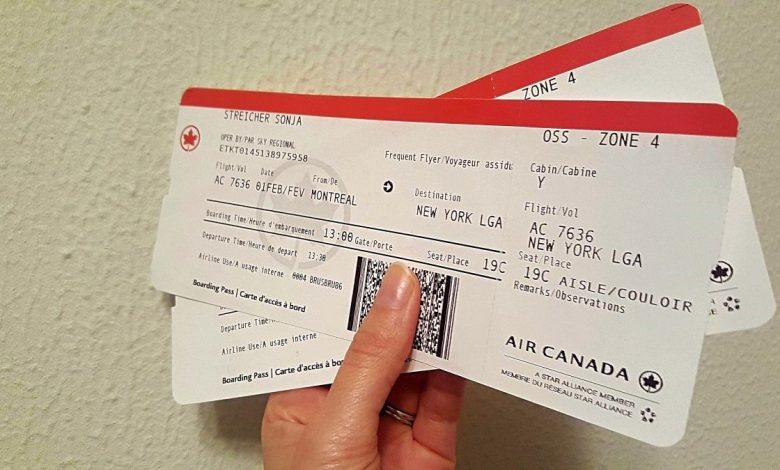 ZONE 4
STREICHER SONJA
OSS - ZONE 4
OPER BY/PAR SKY REGIONAL
ETKT0145138975958
Frequent Flyer/Voyageur assidu
Cabin/Cabine
Y
Flight/Vol Date From/De
AC 7636 01FEB/FEV MONTREAL
Destination
NEW YORK LGA
Flight/Vol
AC 7636
NEW YORK LGA
Boarding Time/Heure d'embarquement 13:00 Gate/Porte
Seat/Place 19C
Seat/Place
19C AISLE/COULOIR
Remarks/Observations
Departure Time/Heure de depart 13:30
Airline Use/A usage interne 0004 BRUSBRU06
Boarding Pass | Carte d'accès à bord
AIR CANADA
A STAR ALLIANCE MEMBER
MEMBRE DU RÉSEAU STAR ALLIANCE
Departure Time/
Airline Use/A usage interne
Boarding Pass | Carte d'accès à bord